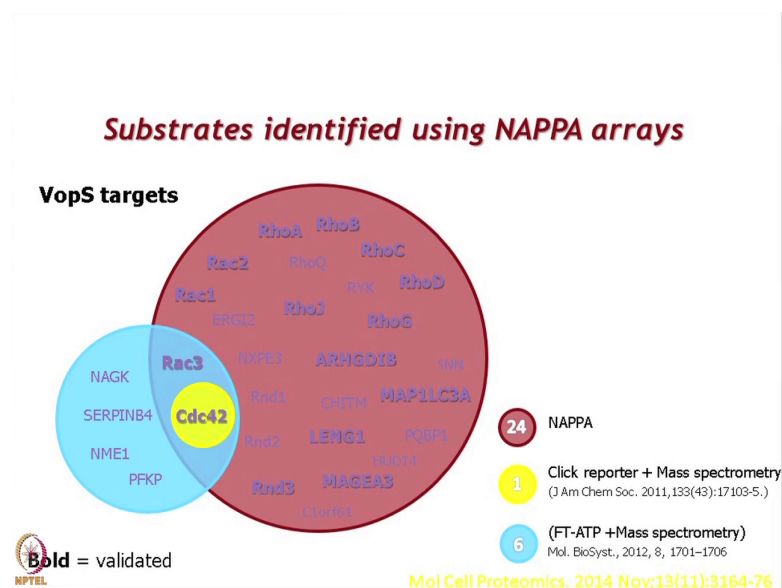 Substrates identified using NAPPA arrays
VopS targets
RhoA
RhoB
RhoC
Rac2
RhoQ
RYK
RhoD
Rac1
RhoJ
ERGI2
RhoG
Rac3
NXPE3
ARHGDIB
SNN
NAGK
Rnd1
CHITM
MAP1LC3A
SERPINB4
Cdc42
Rnd2
LENG1
PQBP1
NME1
PFKP
Rnd3
MAGEA3
C1orf61
24
NAPPA
1
Click reporter + Mass spectrometry
(J Am Chem Soc. 2011,133(43):17103-5.)
6
(FT-ATP +Mass spectrometry)
Mol. BioSyst., 2012, 8, 1701–1706
Bold = validated
NPTEL
Mol Cell Proteomics. 2014 Nov;13(11):3164-76